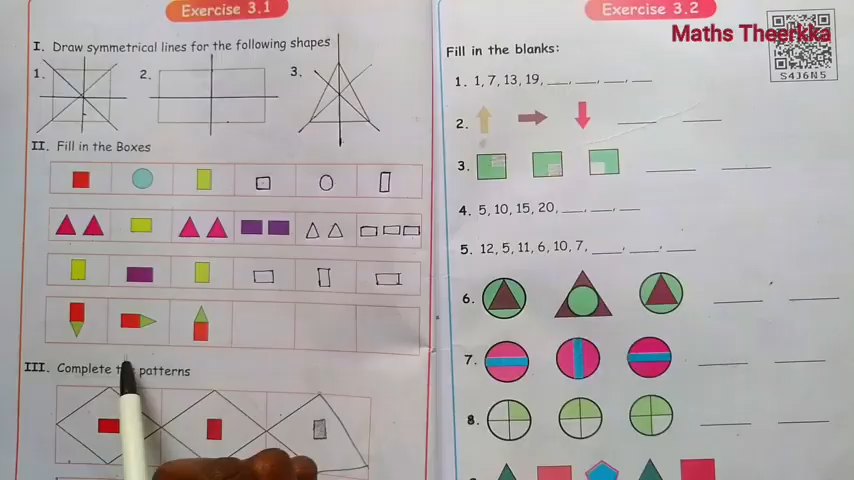 Exercise 3.1
I. Draw symmetrical lines for the following shapes
1.
2.
3.
II. Fill in the Boxes
III. Complete the patterns
Exercise 3.2
Maths Theerkka
S4J6N5
Fill in the blanks:
1. 1, 7, 13, 19, ___, ___, ___, ___
2.
3.
4. 5, 10, 15, 20, ___, ___, ___
5. 12, 5, 11, 6, 10, 7, ___, ___, ___
6.
7.
8.